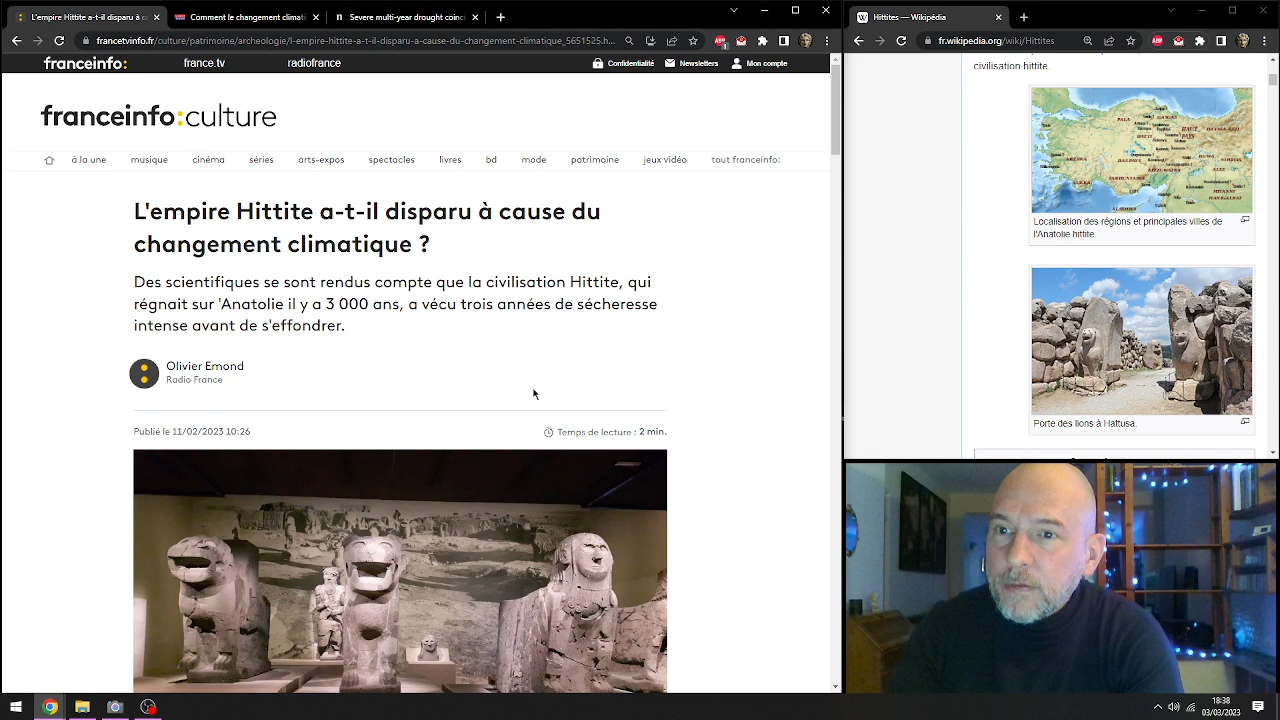 L'empire Hittite a-t-il disparu à c
Comment le changement climati
Severe multi-year drought coinc
francetvinfo.fr/culture/patrimoine/archeologie/l-empire-hittite-a-t-il-disparu-a-cause-du-changement-climatique_5651525.h...
franceinfo:
france.tv
radiofrance
Confidentialité
Newsletters
Mon compte
franceinfo:culture
à la une
musique
cinéma
séries
arts-expos
spectacles
livres
bd
mode
patrimoine
jeux vidéo
tout franceinfo:
L'empire Hittite a-t-il disparu à cause du
changement climatique ?
Des scientifiques se sont rendus compte que la civilisation Hittite, qui
régnait sur 'Anatolie il y a 3 000 ans, a vécu trois années de sécheresse
intense avant de s'effondrer.
Olivier Emond
Radio France
Publié le 11/02/2023 10:26
Temps de lecture : 2 min.
Hittites — Wikipédia
fr.wikipedia.org/wiki/Hittites
civilisation hittite.
Localisation des régions et principales villes de
l'Anatolie hittite.
Porte des lions à Hattusa.
18:38
03/03/2023